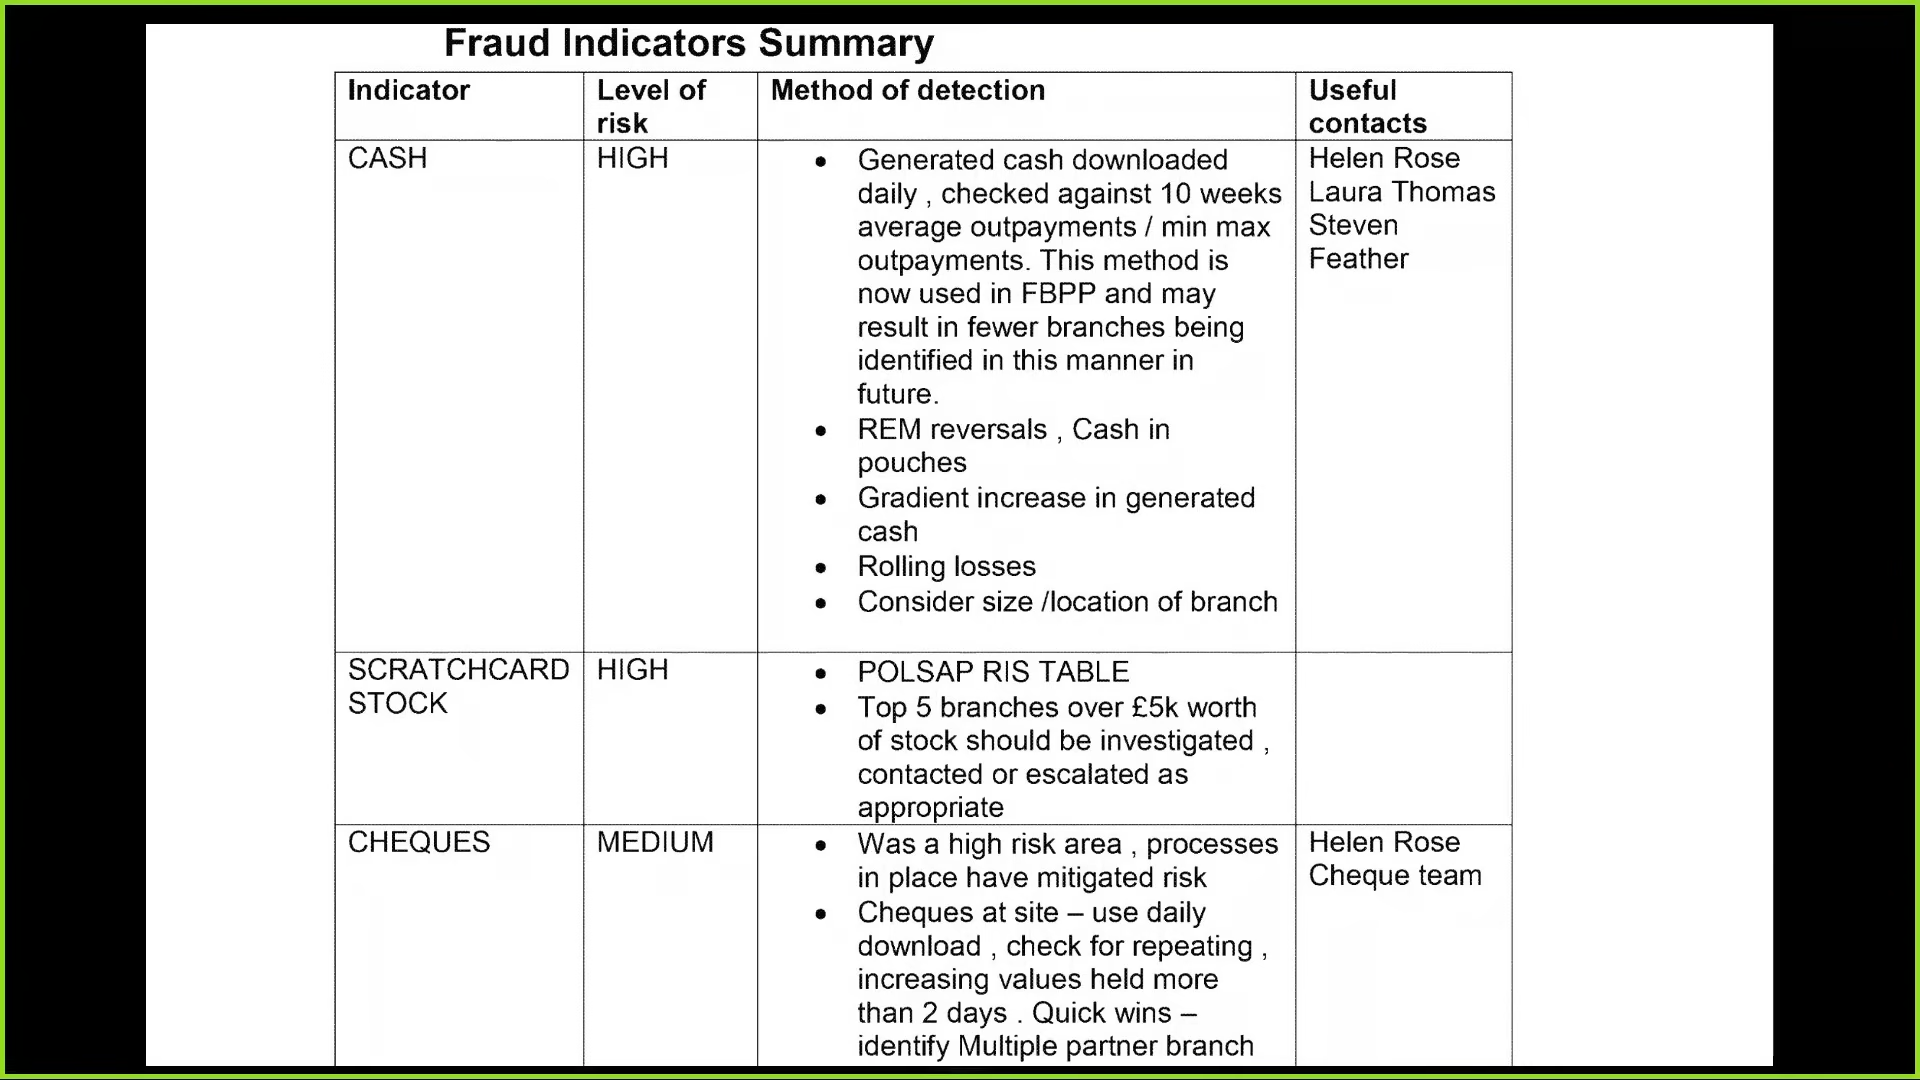 Fraud Indicators Summary
Indicator
Level of
risk
Method of detection
Useful
contacts
CASH
HIGH
• Generated cash downloaded
daily , checked against 10 weeks
average outpayments / min max
outpayments. This method is
now used in FBPP and may
result in fewer branches being
identified in this manner in
future.
• REM reversals , Cash in
pouches
• Gradient increase in generated
cash
• Rolling losses
• Consider size /location of branch
Helen Rose
Laura Thomas
Steven
Feather
SCRATCHCARD
STOCK
HIGH
• POLSAP RIS TABLE
• Top 5 branches over £5k worth
of stock should be investigated ,
contacted or escalated as
appropriate
CHEQUES
MEDIUM
• Was a high risk area , processes
in place have mitigated risk
• Cheques at site – use daily
download , check for repeating ,
increasing values held more
than 2 days . Quick wins –
identify Multiple partner branch
Helen Rose
Cheque team